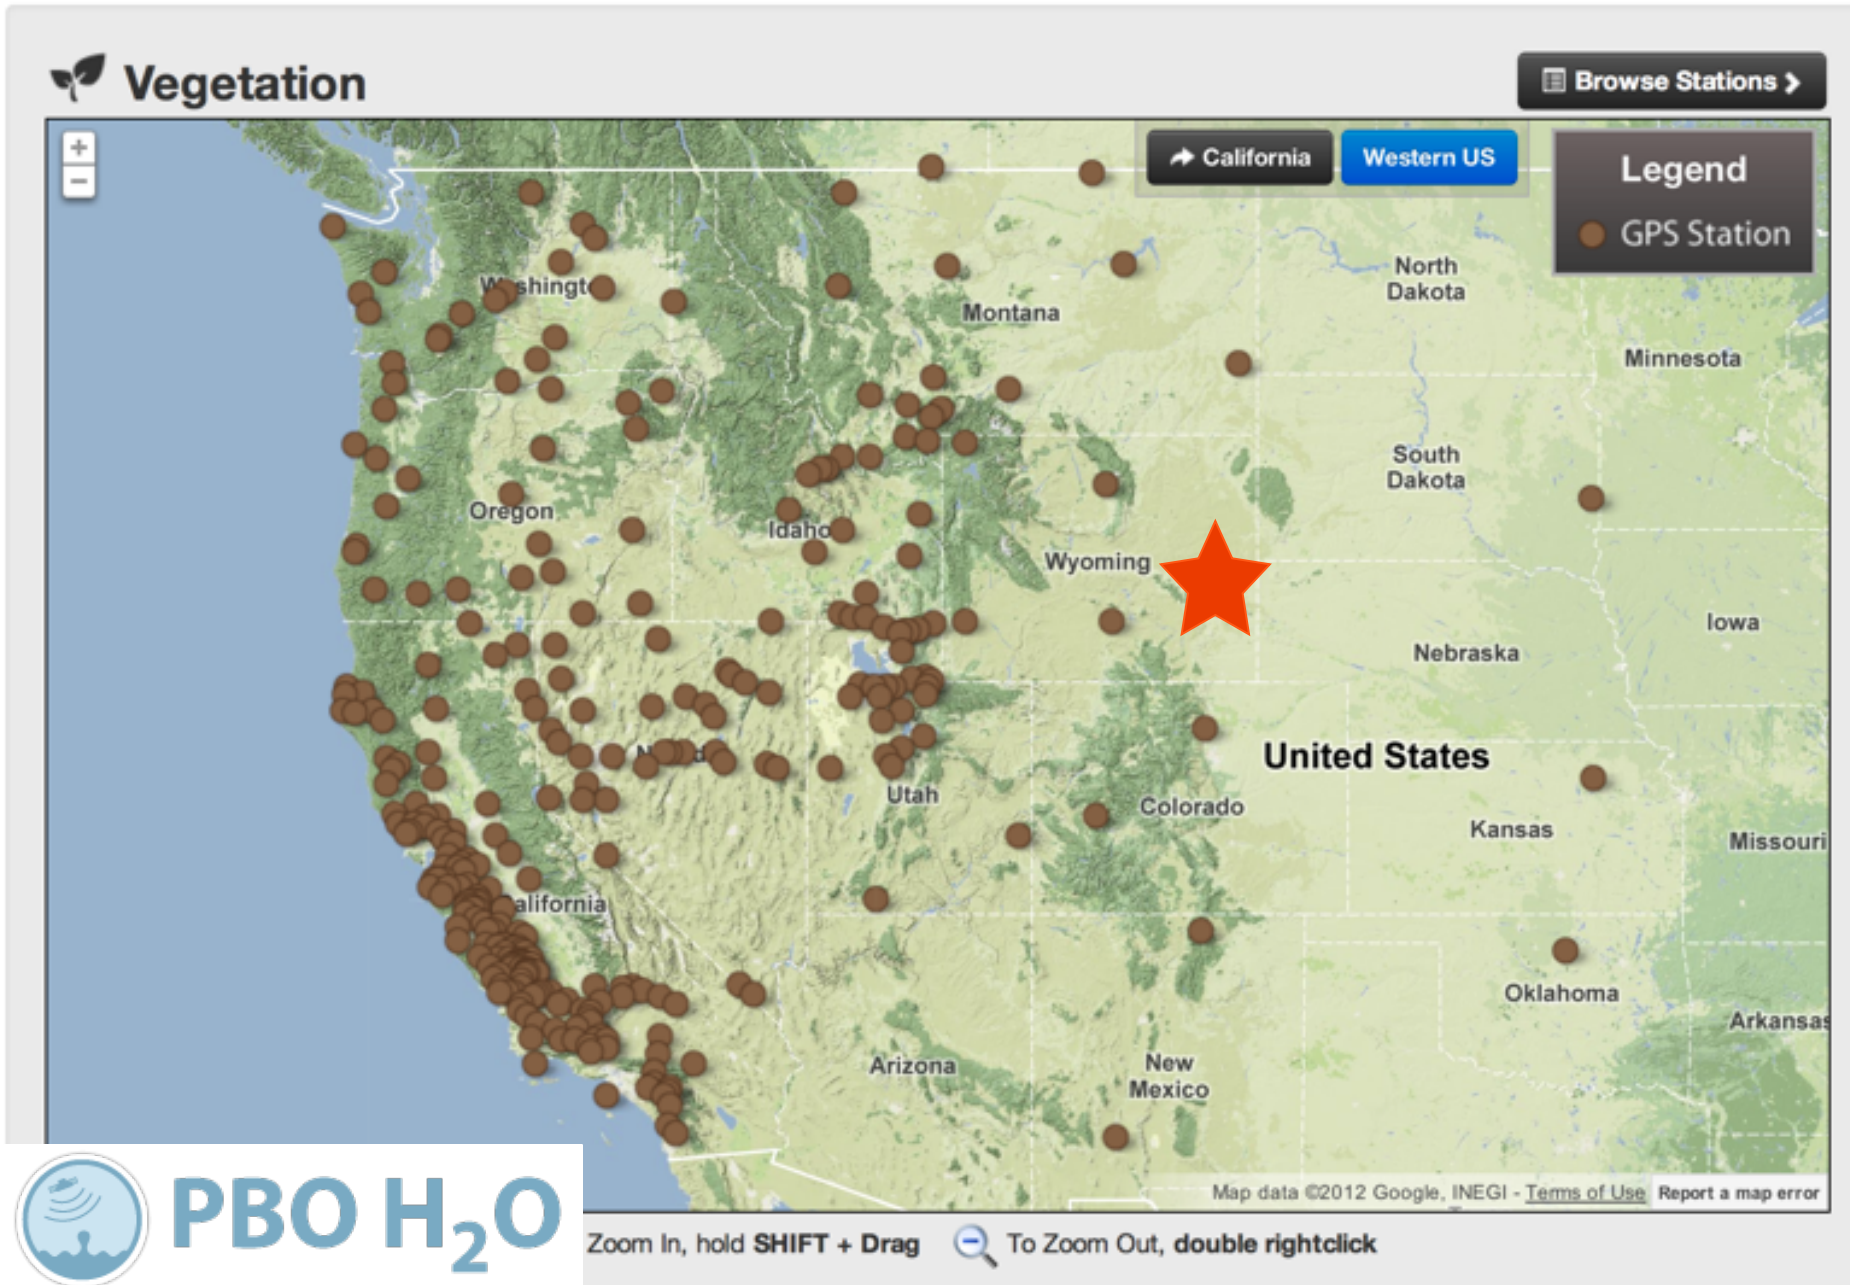 Vegetation
Browse Stations
California
Western US
Legend
GPS Station
+
−
North
Dakota
Montana
Minnesota
South
Dakota
Oregon
Idaho
Wyoming
Iowa
Nebraska
United States
Utah
Colorado
Kansas
Missouri
Oklahoma
Arkansas
Arizona
New
Mexico
Map data ©2012 Google, INEGI - Terms of Use Report a map error
PBO H2O
Zoom In, hold SHIFT + Drag To Zoom Out, double rightclick